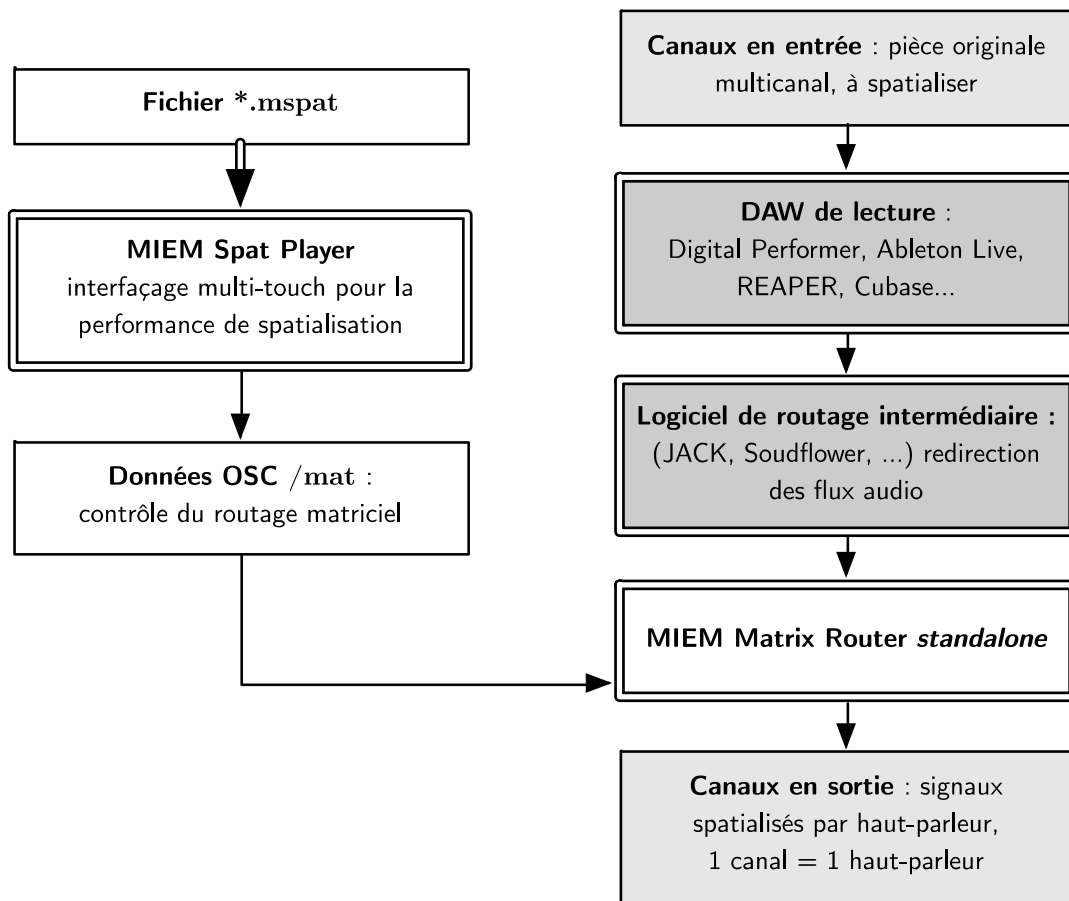 Fichier *.mspat
MIEM Spat Player
interfaçage multi-touch pour la
performance de spatialisation
Données OSC /mat :
contrôle du routage matriciel
Canaux en entrée : pièce originale
multicanal, à spatialiser
DAW de lecture :
Digital Performer, Ableton Live,
REAPER, Cubase...
Logiciel de routage intermédiaire :
(JACK, Soudflower, ...) redirection
des flux audio
MIEM Matrix Router standalone
Canaux en sortie : signaux
spatialisés par haut-parleur,
1 canal = 1 haut-parleur